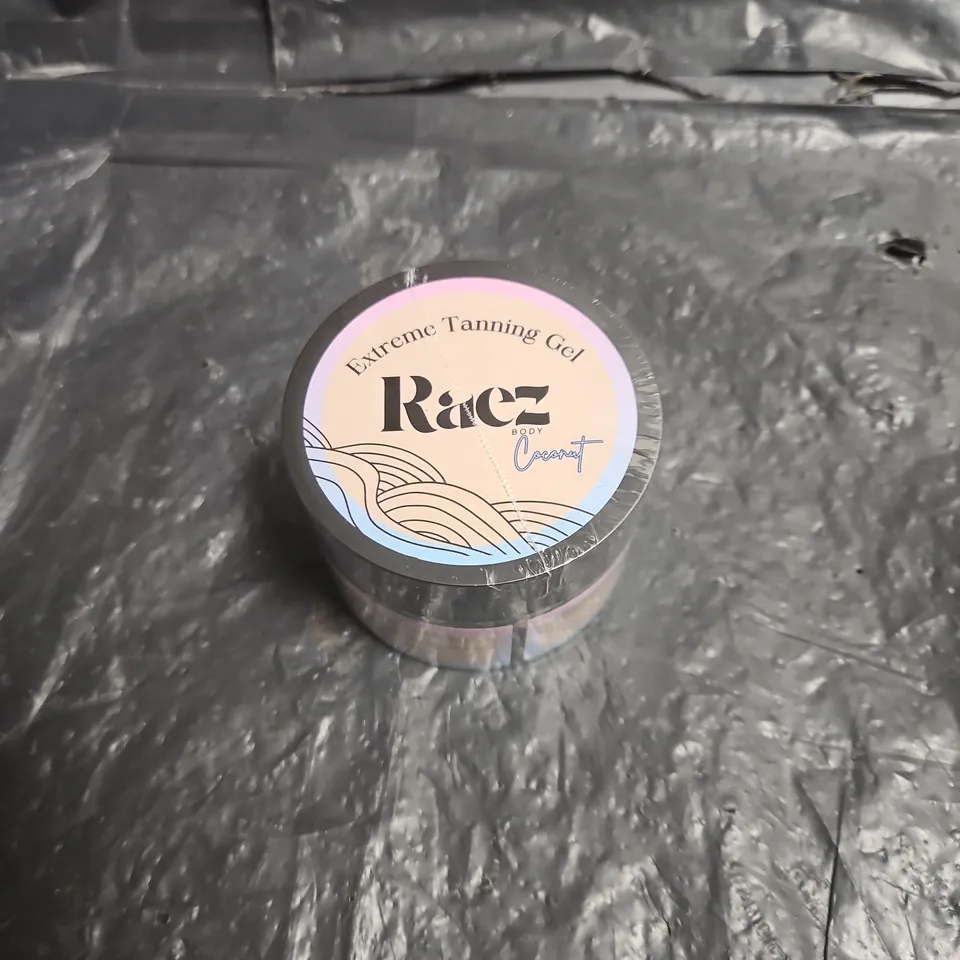 Extreme Tanning Gel
Raez
BODY
Coconut